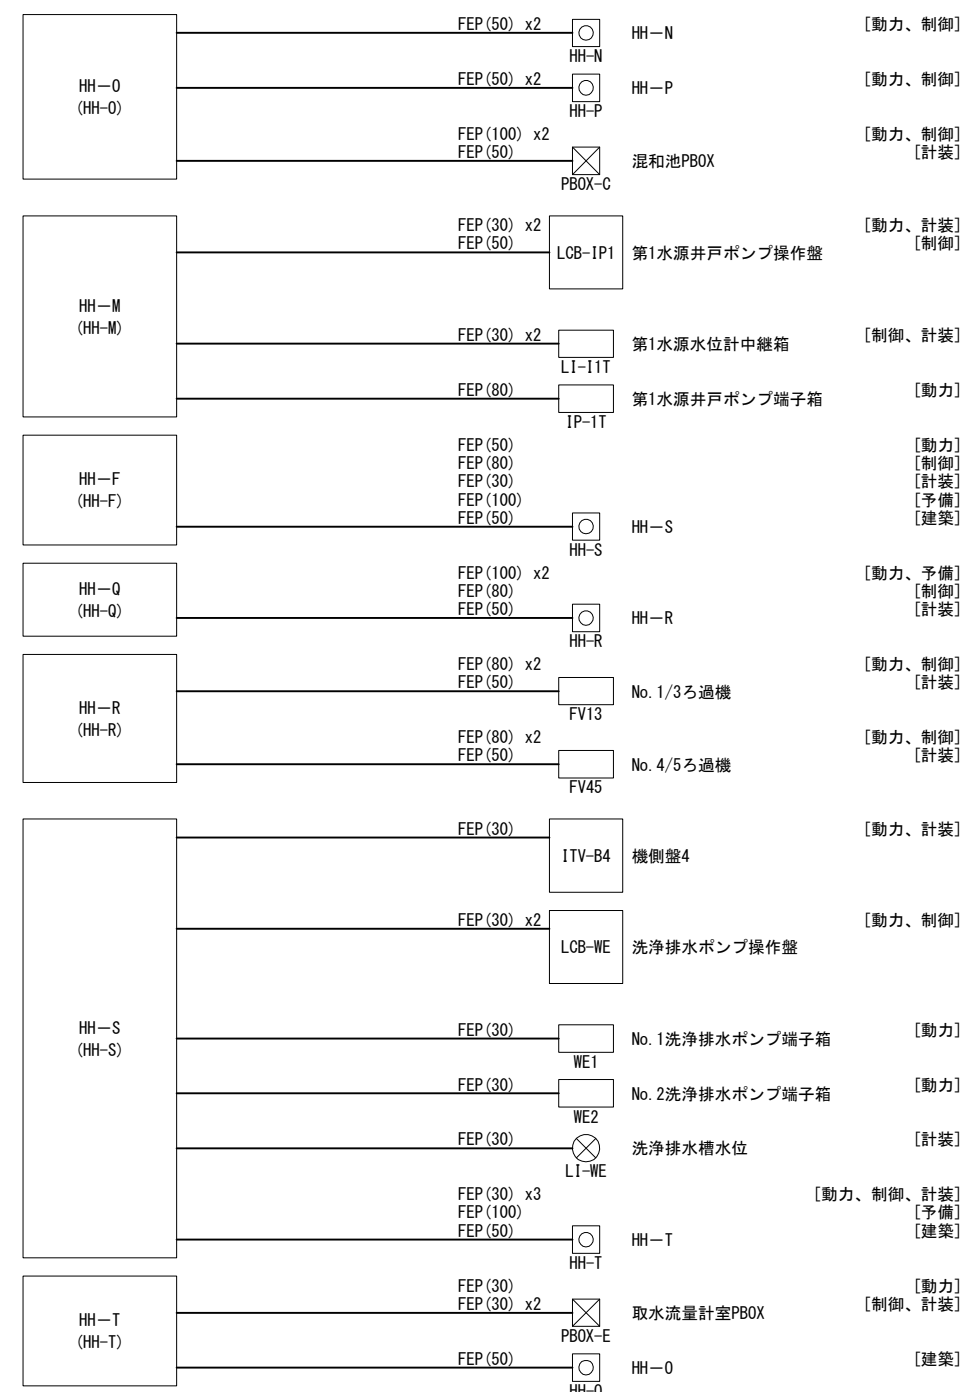 FEP(50) x2
[動力、制御]
HH－N
HH-N
HH－O
(HH-O)
FEP(50) x2
[動力、制御]
HH－P
HH-P
FEP(100) x2
[動力、制御]
FEP(50)
[計装]
混和池PBOX
PBOX-C
FEP(30) x2
[動力、計装]
FEP(50)
[制御]
LCB-IP1
第1水源井戸ポンプ操作盤
HH－M
(HH-M)
FEP(30) x2
[制御、計装]
第1水源水位計中継箱
LI-I1T
FEP(80)
[動力]
第1水源井戸ポンプ端子箱
IP-1T
HH－F
(HH-F)
FEP(50)
[動力]
FEP(80)
[制御]
FEP(30)
[計装]
FEP(100)
[予備]
FEP(50)
[建築]
HH－S
HH-S
HH－Q
(HH-Q)
FEP(100) x2
[動力、予備]
FEP(80)
[制御]
FEP(50)
[計装]
HH－R
HH-R
HH－R
(HH-R)
FEP(80) x2
[動力、制御]
FEP(50)
[計装]
No.1/3ろ過機
FV13
FEP(80) x2
[動力、制御]
FEP(50)
[計装]
No.4/5ろ過機
FV45
FEP(30)
[動力、計装]
ITV-B4
機側盤4
FEP(30) x2
[動力、制御]
LCB-WE
洗浄排水ポンプ操作盤
HH－S
(HH-S)
FEP(30)
[動力]
No.1洗浄排水ポンプ端子箱
WE1
FEP(30)
[動力]
No.2洗浄排水ポンプ端子箱
WE2
FEP(30)
[計装]
洗浄排水槽水位
LI-WE
FEP(30) x3
[動力、制御、計装]
FEP(100)
[予備]
FEP(50)
[建築]
HH－T
HH-T
HH－T
(HH-T)
FEP(30)
[動力]
FEP(30) x2
[制御、計装]
取水流量計室PBOX
PBOX-E
FEP(50)
[建築]
HH－O
HH-O